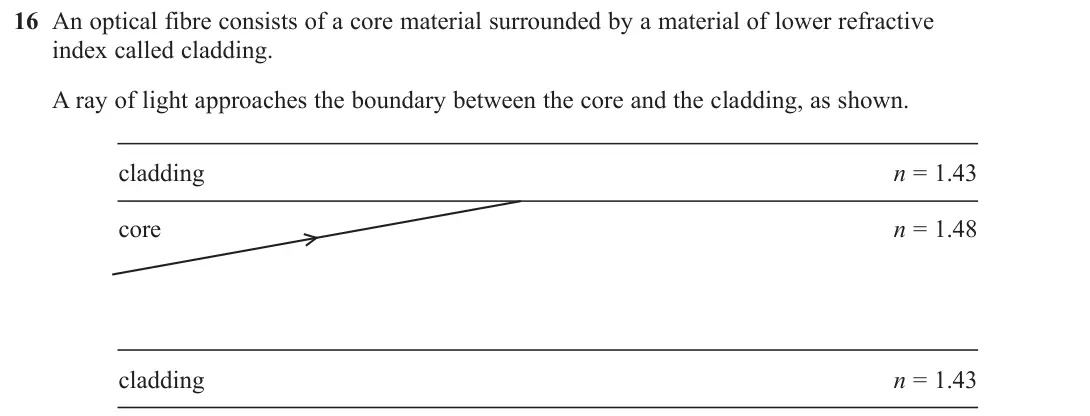 16 An optical fibre consists of a core material surrounded by a material of lower refractive
index called cladding.
A ray of light approaches the boundary between the core and the cladding, as shown.
cladding n = 1.43
core n = 1.48
cladding n = 1.43